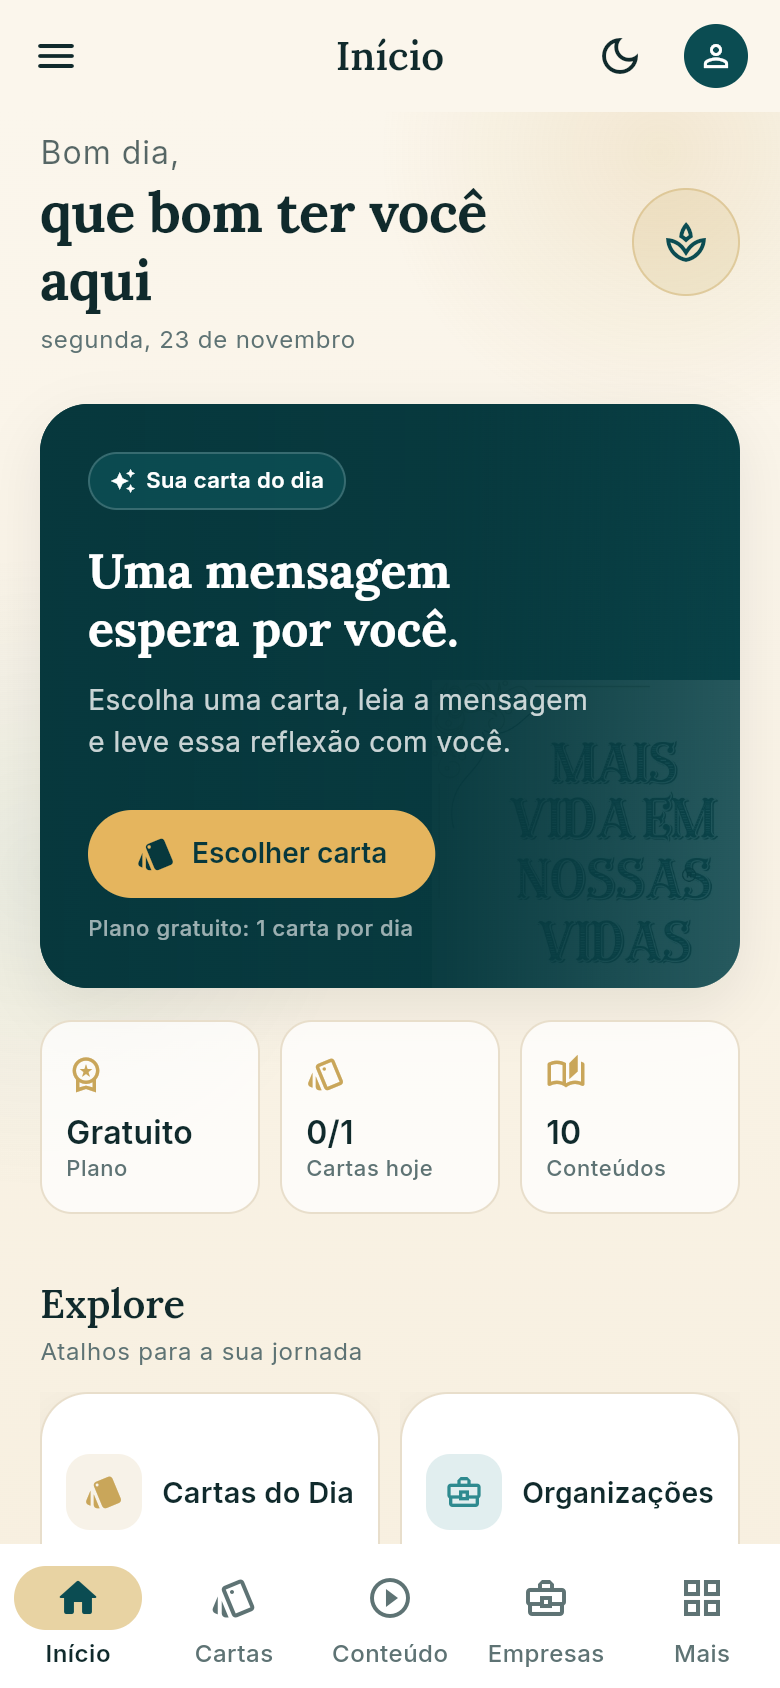 Início
Bom dia,
que bom ter você
aqui
segunda, 23 de novembro
Sua carta do dia
Uma mensagem
espera por você.
Escolha uma carta, leia a mensagem
e leve essa reflexão com você.
MAIS
VIDA EM
NOSSAS
VIDAS
Escolher carta
Plano gratuito: 1 carta por dia
Gratuito
Plano
0/1
Cartas hoje
10
Conteúdos
Explore
Atalhos para a sua jornada
Cartas do Dia
Organizações
Início
Cartas
Conteúdo
Empresas
Mais